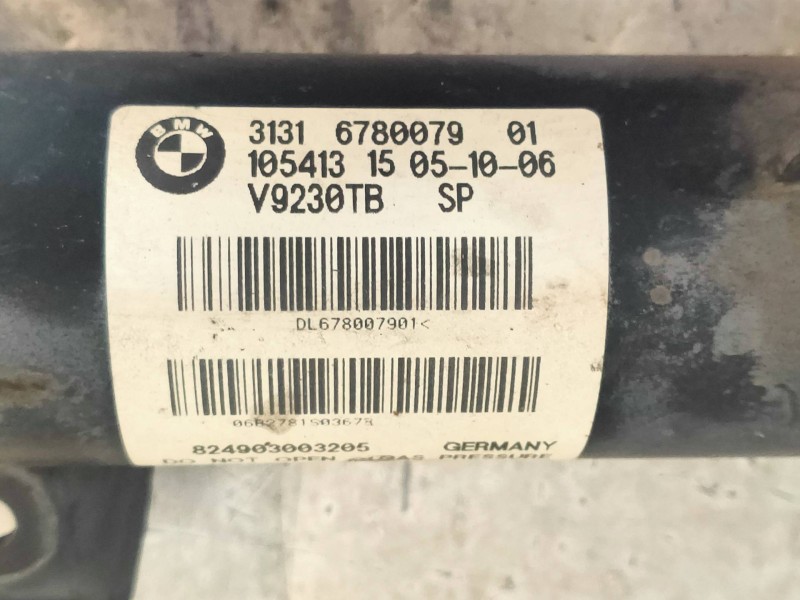 BMW
3131 6780079 01
105413 15 05-10-06
V9230TB SP
DL678007901<
824903003205 GERMANY
DO NOT OPEN GAS PRESSURE